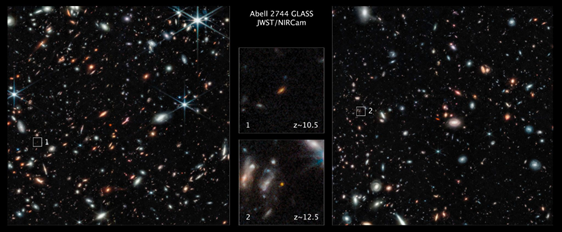 Abell 2744 GLASS
JWST/NIRCam
1
1
z~10.5
2
2
z~12.5